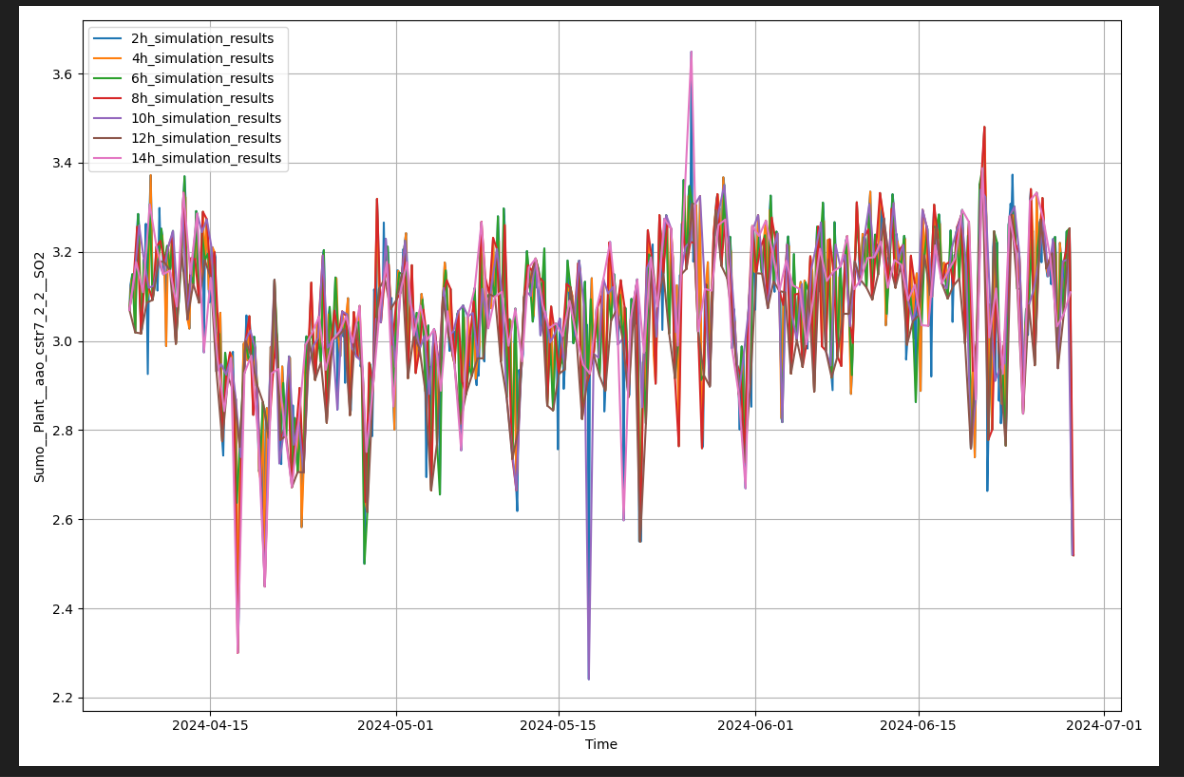 2h_simulation_results
4h_simulation_results
6h_simulation_results
8h_simulation_results
10h_simulation_results
12h_simulation_results
14h_simulation_results
3.6
3.4
3.2
3.0
2.8
2.6
2.4
2.2
Sumo__Plant__aao_cstr7_2_2__SO2
2024-04-15 2024-05-01 2024-05-15 2024-06-01 2024-06-15 2024-07-01
Time